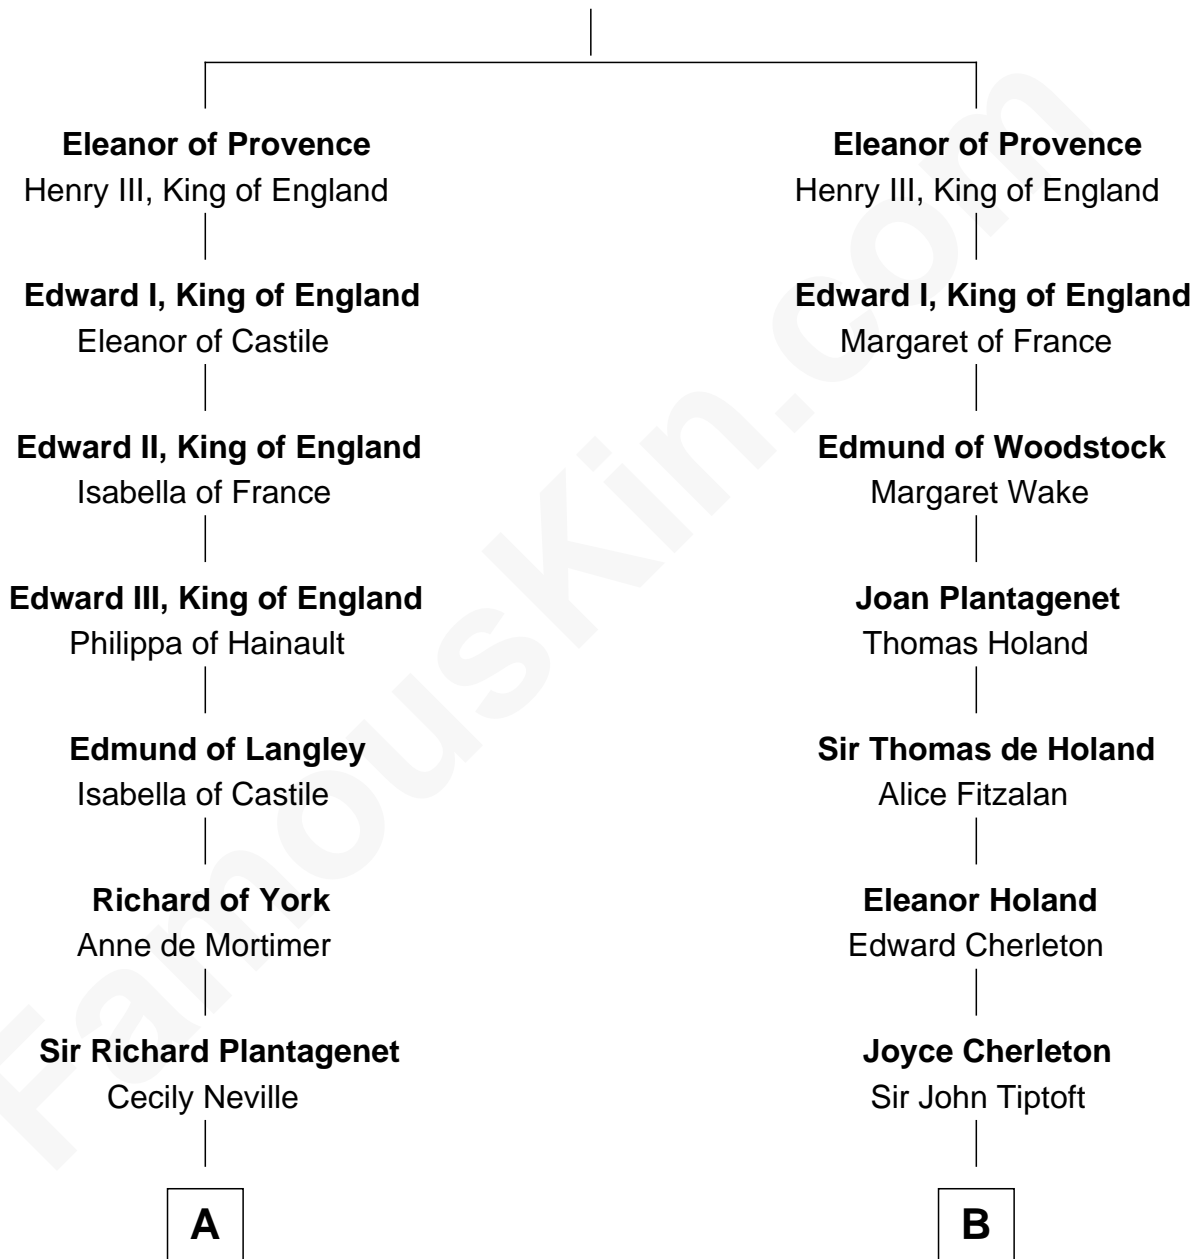 Eleanor of Provence
Henry III, King of England
Edward I, King of England
Eleanor of Castile
Edward II, King of England
Isabella of France
Edward III, King of England
Philippa of Hainault
Edmund of Langley
Isabella of Castile
Richard of York
Anne de Mortimer
Sir Richard Plantagenet
Cecily Neville
A
Eleanor of Provence
Henry III, King of England
Edward I, King of England
Margaret of France
Edmund of Woodstock
Margaret Wake
Joan Plantagenet
Thomas Holand
Sir Thomas de Holand
Alice Fitzalan
Eleanor Holand
Edward Cherleton
Joyce Cherleton
Sir John Tiptoft
B
FamousKin.com